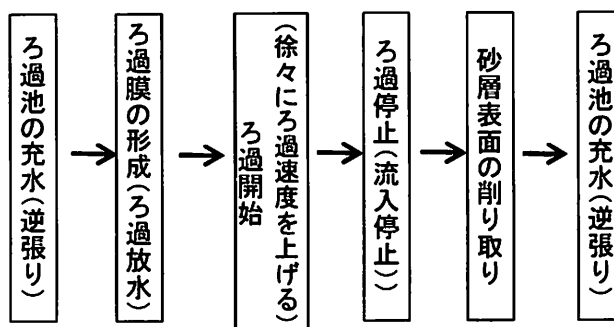 ろ過池の充水(逆張り)
ろ過膜の形成(ろ過放水)
(徐々にろ過速度を上げる)
ろ過開始
ろ過停止(流入停止)
砂層表面の削り取り
ろ過池の充水(逆張り)